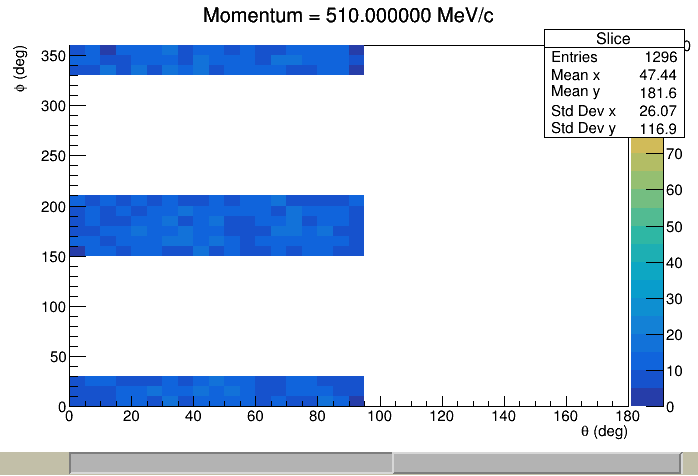 Momentum = 510.000000 MeV/c
Slice
Entries 1296
Mean x 47.44
Mean y 181.6
Std Dev x 26.07
Std Dev y 116.9
φ (deg)
350
300
250
200
150
100
50
0
0 20 40 60 80 100 120 140 160 180
θ (deg)
0
70
60
50
40
30
20
10
0